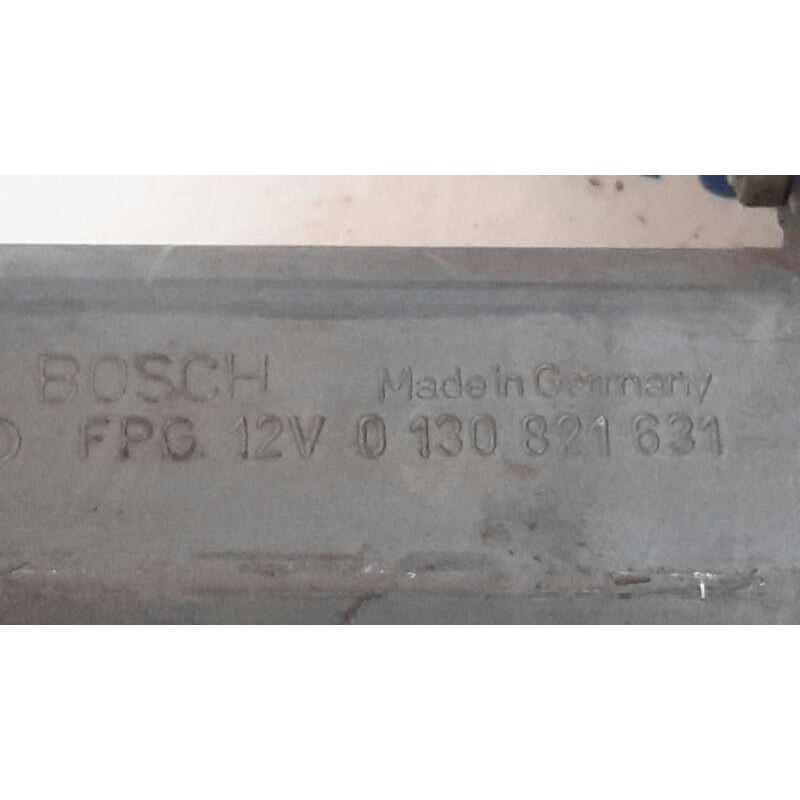 BOSCH Made in Germany
FPG 12V 0 130 821 631